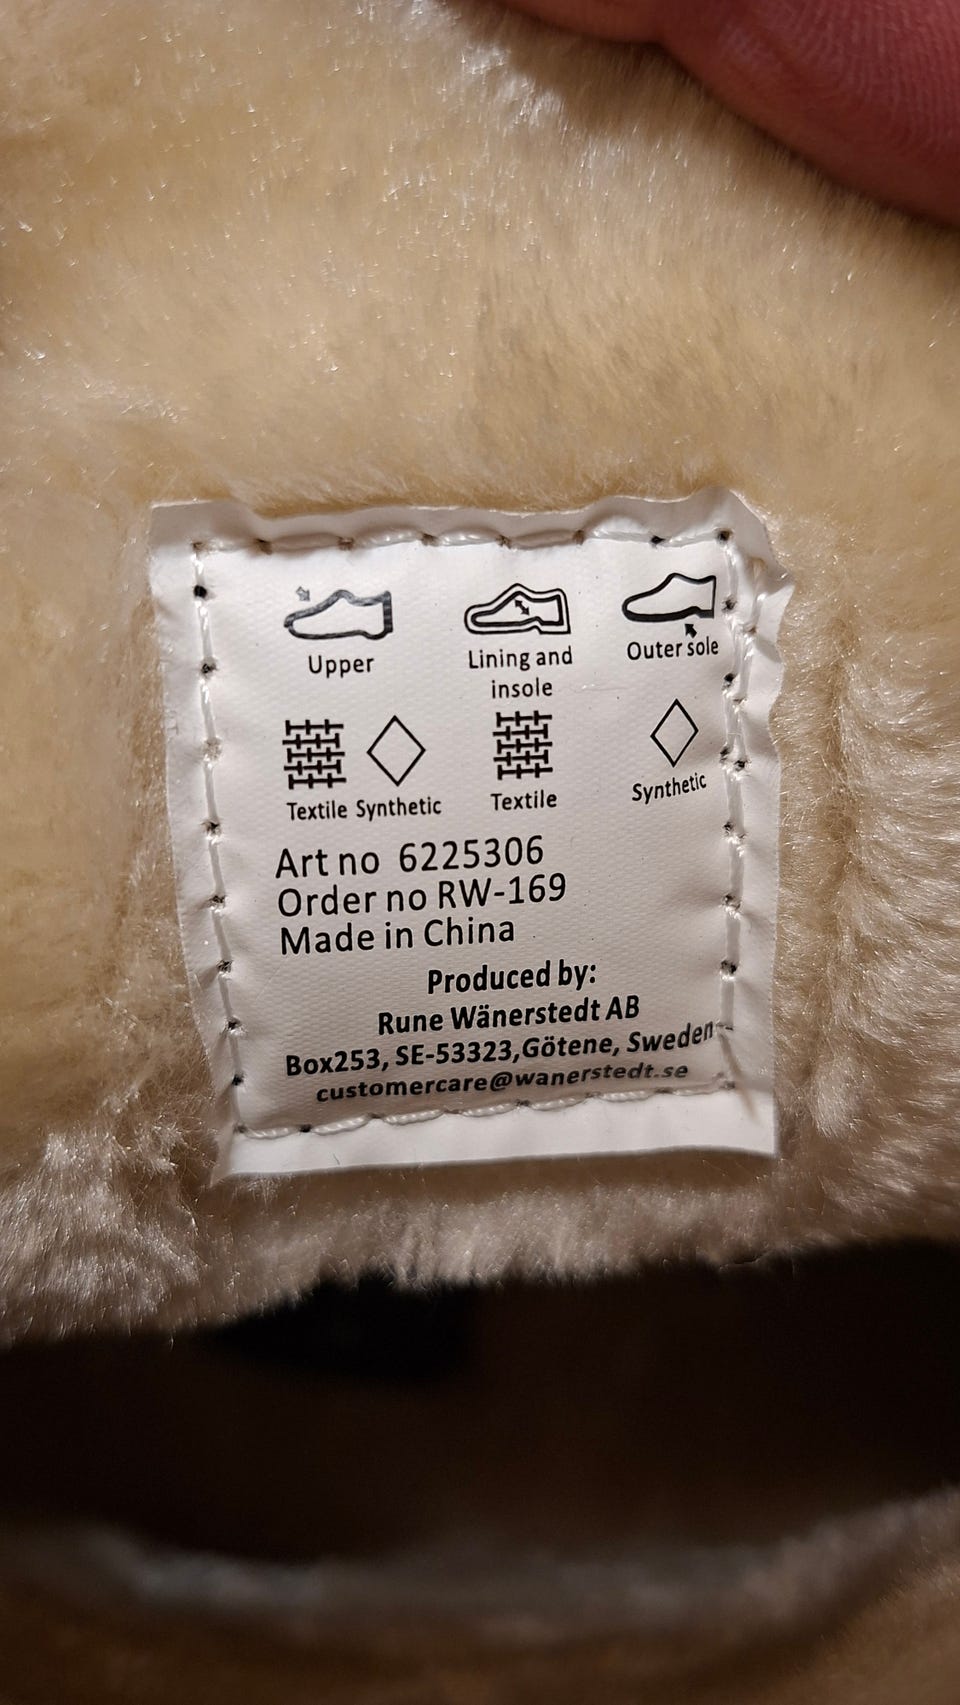 Upper Lining and insole Outer sole
Textile Synthetic Textile Synthetic
Art no 6225306
Order no RW-169
Made in China
Produced by:
Rune Wänerstedt AB
Box253, SE-53323,Götene, Sweden
customercare@wanerstedt.se